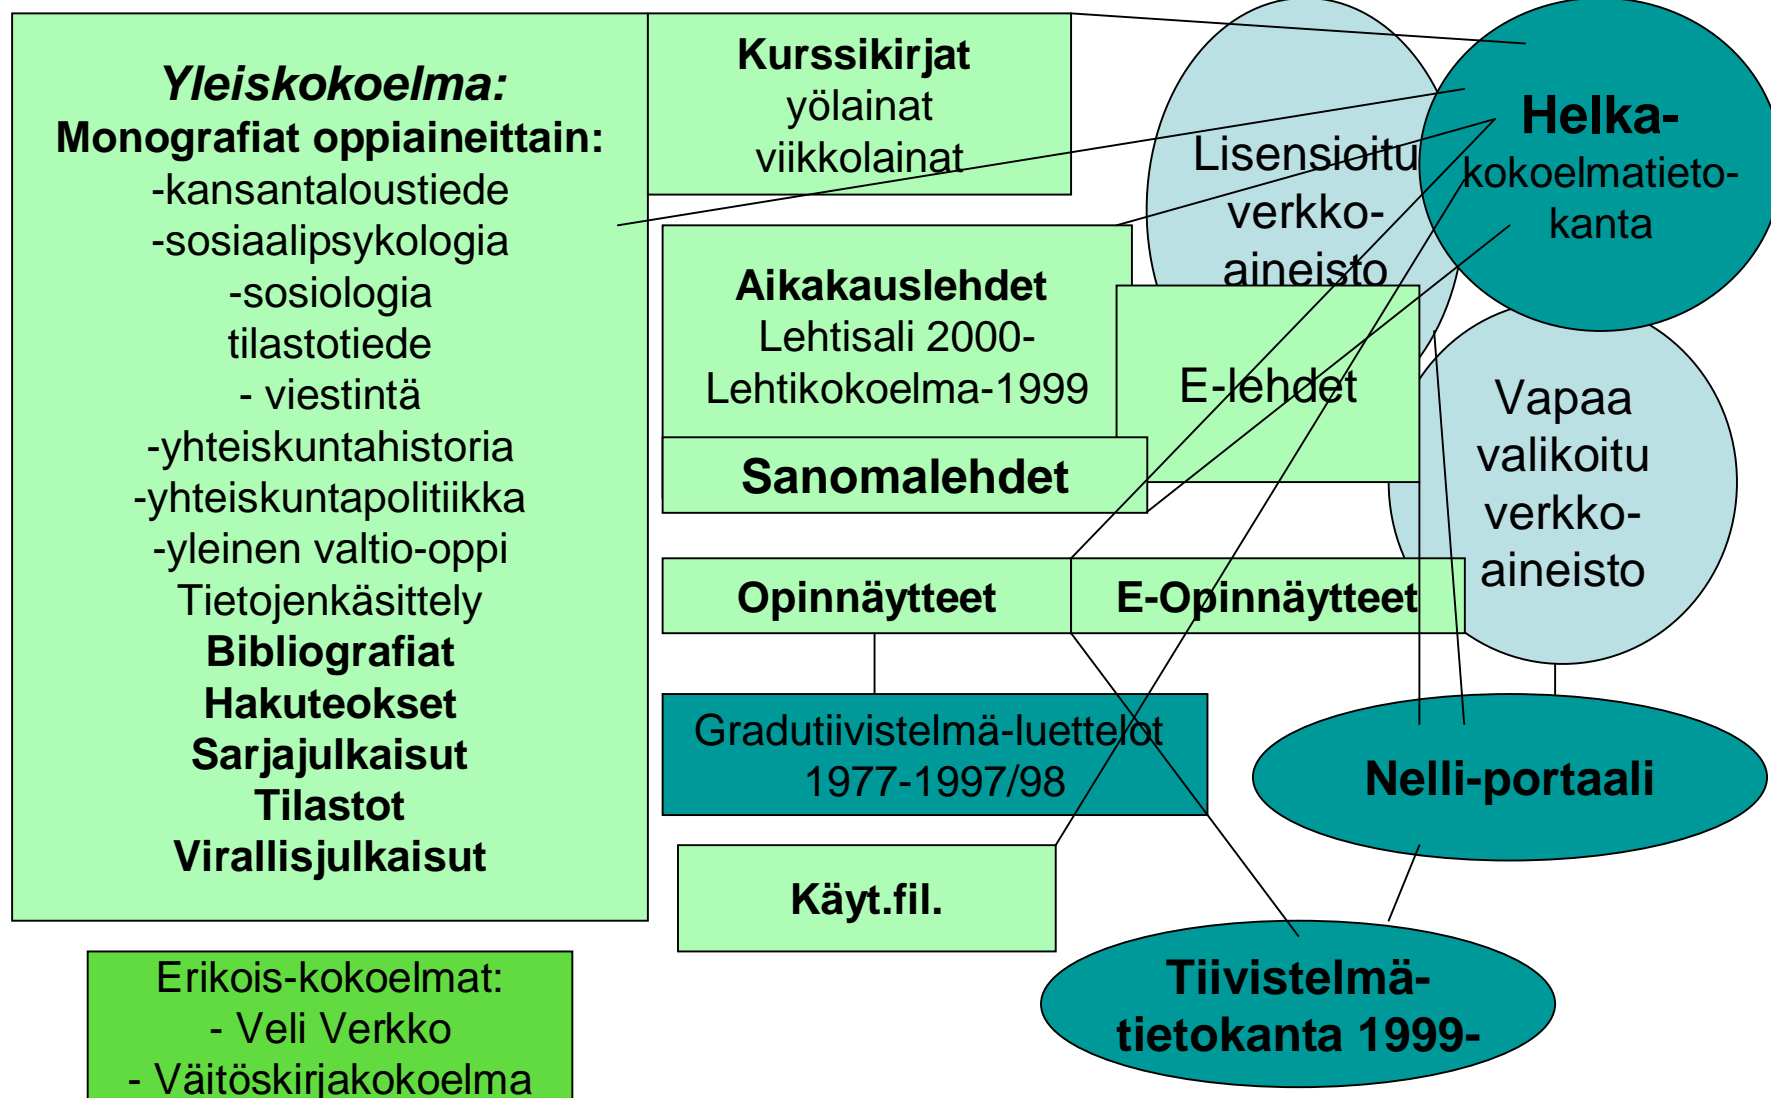 Yleiskokoelma:
Monografiat oppiaineittain:
-kansantaloustiede
-sosiaalipsykologia
-sosiologia
tilastotiede
- viestintä
-yhteiskuntahistoria
-yhteiskuntapolitiikka
-yleinen valtio-oppi
Tietojenkäsittely
Bibliografiat
Hakuteokset
Sarjajulkaisut
Tilastot
Virallisjulkaisut
Erikois-kokoelmat:
- Veli Verkko
- Väitöskirjakokoelma
Kurssikirjat
yölainat
viikkolainat
Aikakauslehdet
Lehtisali 2000-
Lehtikokoelma-1999
Sanomalehdet
E-lehdet
Opinnäytteet
E-Opinnäytteet
Gradutiivistelmä-luettelot
1977-1997/98
Käyt.fil.
Lisensioitu
verkko-
aineisto
Helka-
kokoelmatieto-
kanta
Vapaa
valikoitu
verkko-
aineisto
Nelli-portaali
Tiivistelmä-
tietokanta 1999-